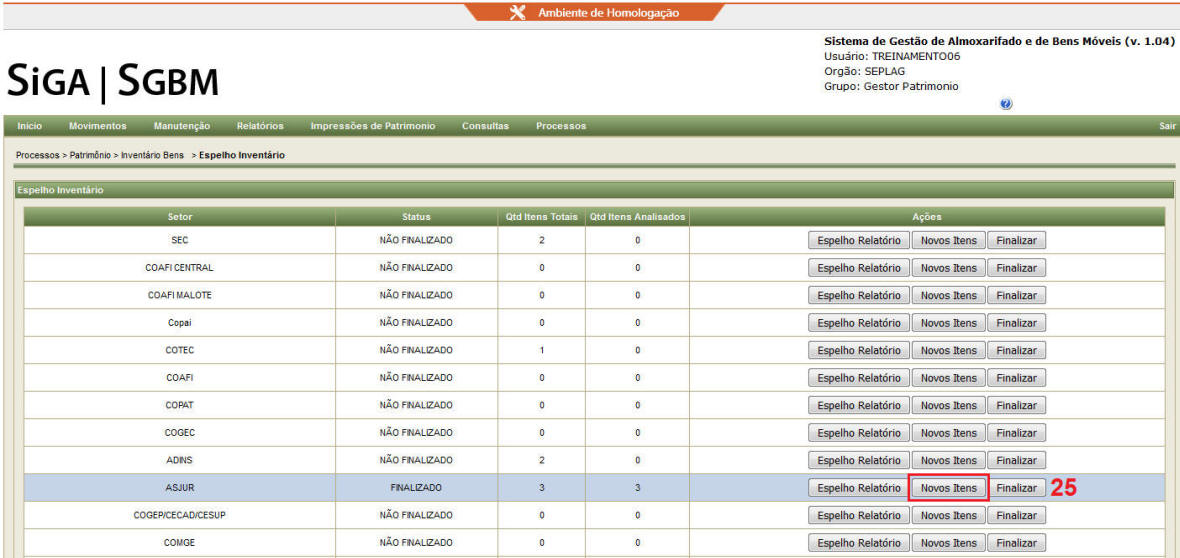 Ambiente de Homologação
Sistema de Gestão de Almoxarifado e de Bens Móveis (v. 1.04)
Usuário: TREINAMENTO06
Orgão: SEPLAG
Grupo: Gestor Patrimonio
SIGA | SGBM
?
Inicio Movimentos Manutenção Relatórios Impressões de Patrimonio Consultas Processos Sair
Processos > Patrimônio > Inventário Bens > Espelho Inventário
Espelho Inventário
Setor Status Qtd Itens Totais Qtd Itens Analisados Ações
SEC NÃO FINALIZADO 2 0 Espelho Relatório Novos Itens Finalizar
COAFI CENTRAL NÃO FINALIZADO 0 0 Espelho Relatório Novos Itens Finalizar
COAFI MALOTE NÃO FINALIZADO 0 0 Espelho Relatório Novos Itens Finalizar
Copai NÃO FINALIZADO 0 0 Espelho Relatório Novos Itens Finalizar
COTEC NÃO FINALIZADO 1 0 Espelho Relatório Novos Itens Finalizar
COAFI NÃO FINALIZADO 0 0 Espelho Relatório Novos Itens Finalizar
COPAT NÃO FINALIZADO 0 0 Espelho Relatório Novos Itens Finalizar
COGEC NÃO FINALIZADO 0 0 Espelho Relatório Novos Itens Finalizar
ADINS NÃO FINALIZADO 2 0 Espelho Relatório Novos Itens Finalizar
ASJUR FINALIZADO 3 3 Espelho Relatório Novos Itens Finalizar 25
COGEP/CECAD/CESUP NÃO FINALIZADO 0 0 Espelho Relatório Novos Itens Finalizar
COMGE NÃO FINALIZADO 0 0 Espelho Relatório Novos Itens Finalizar